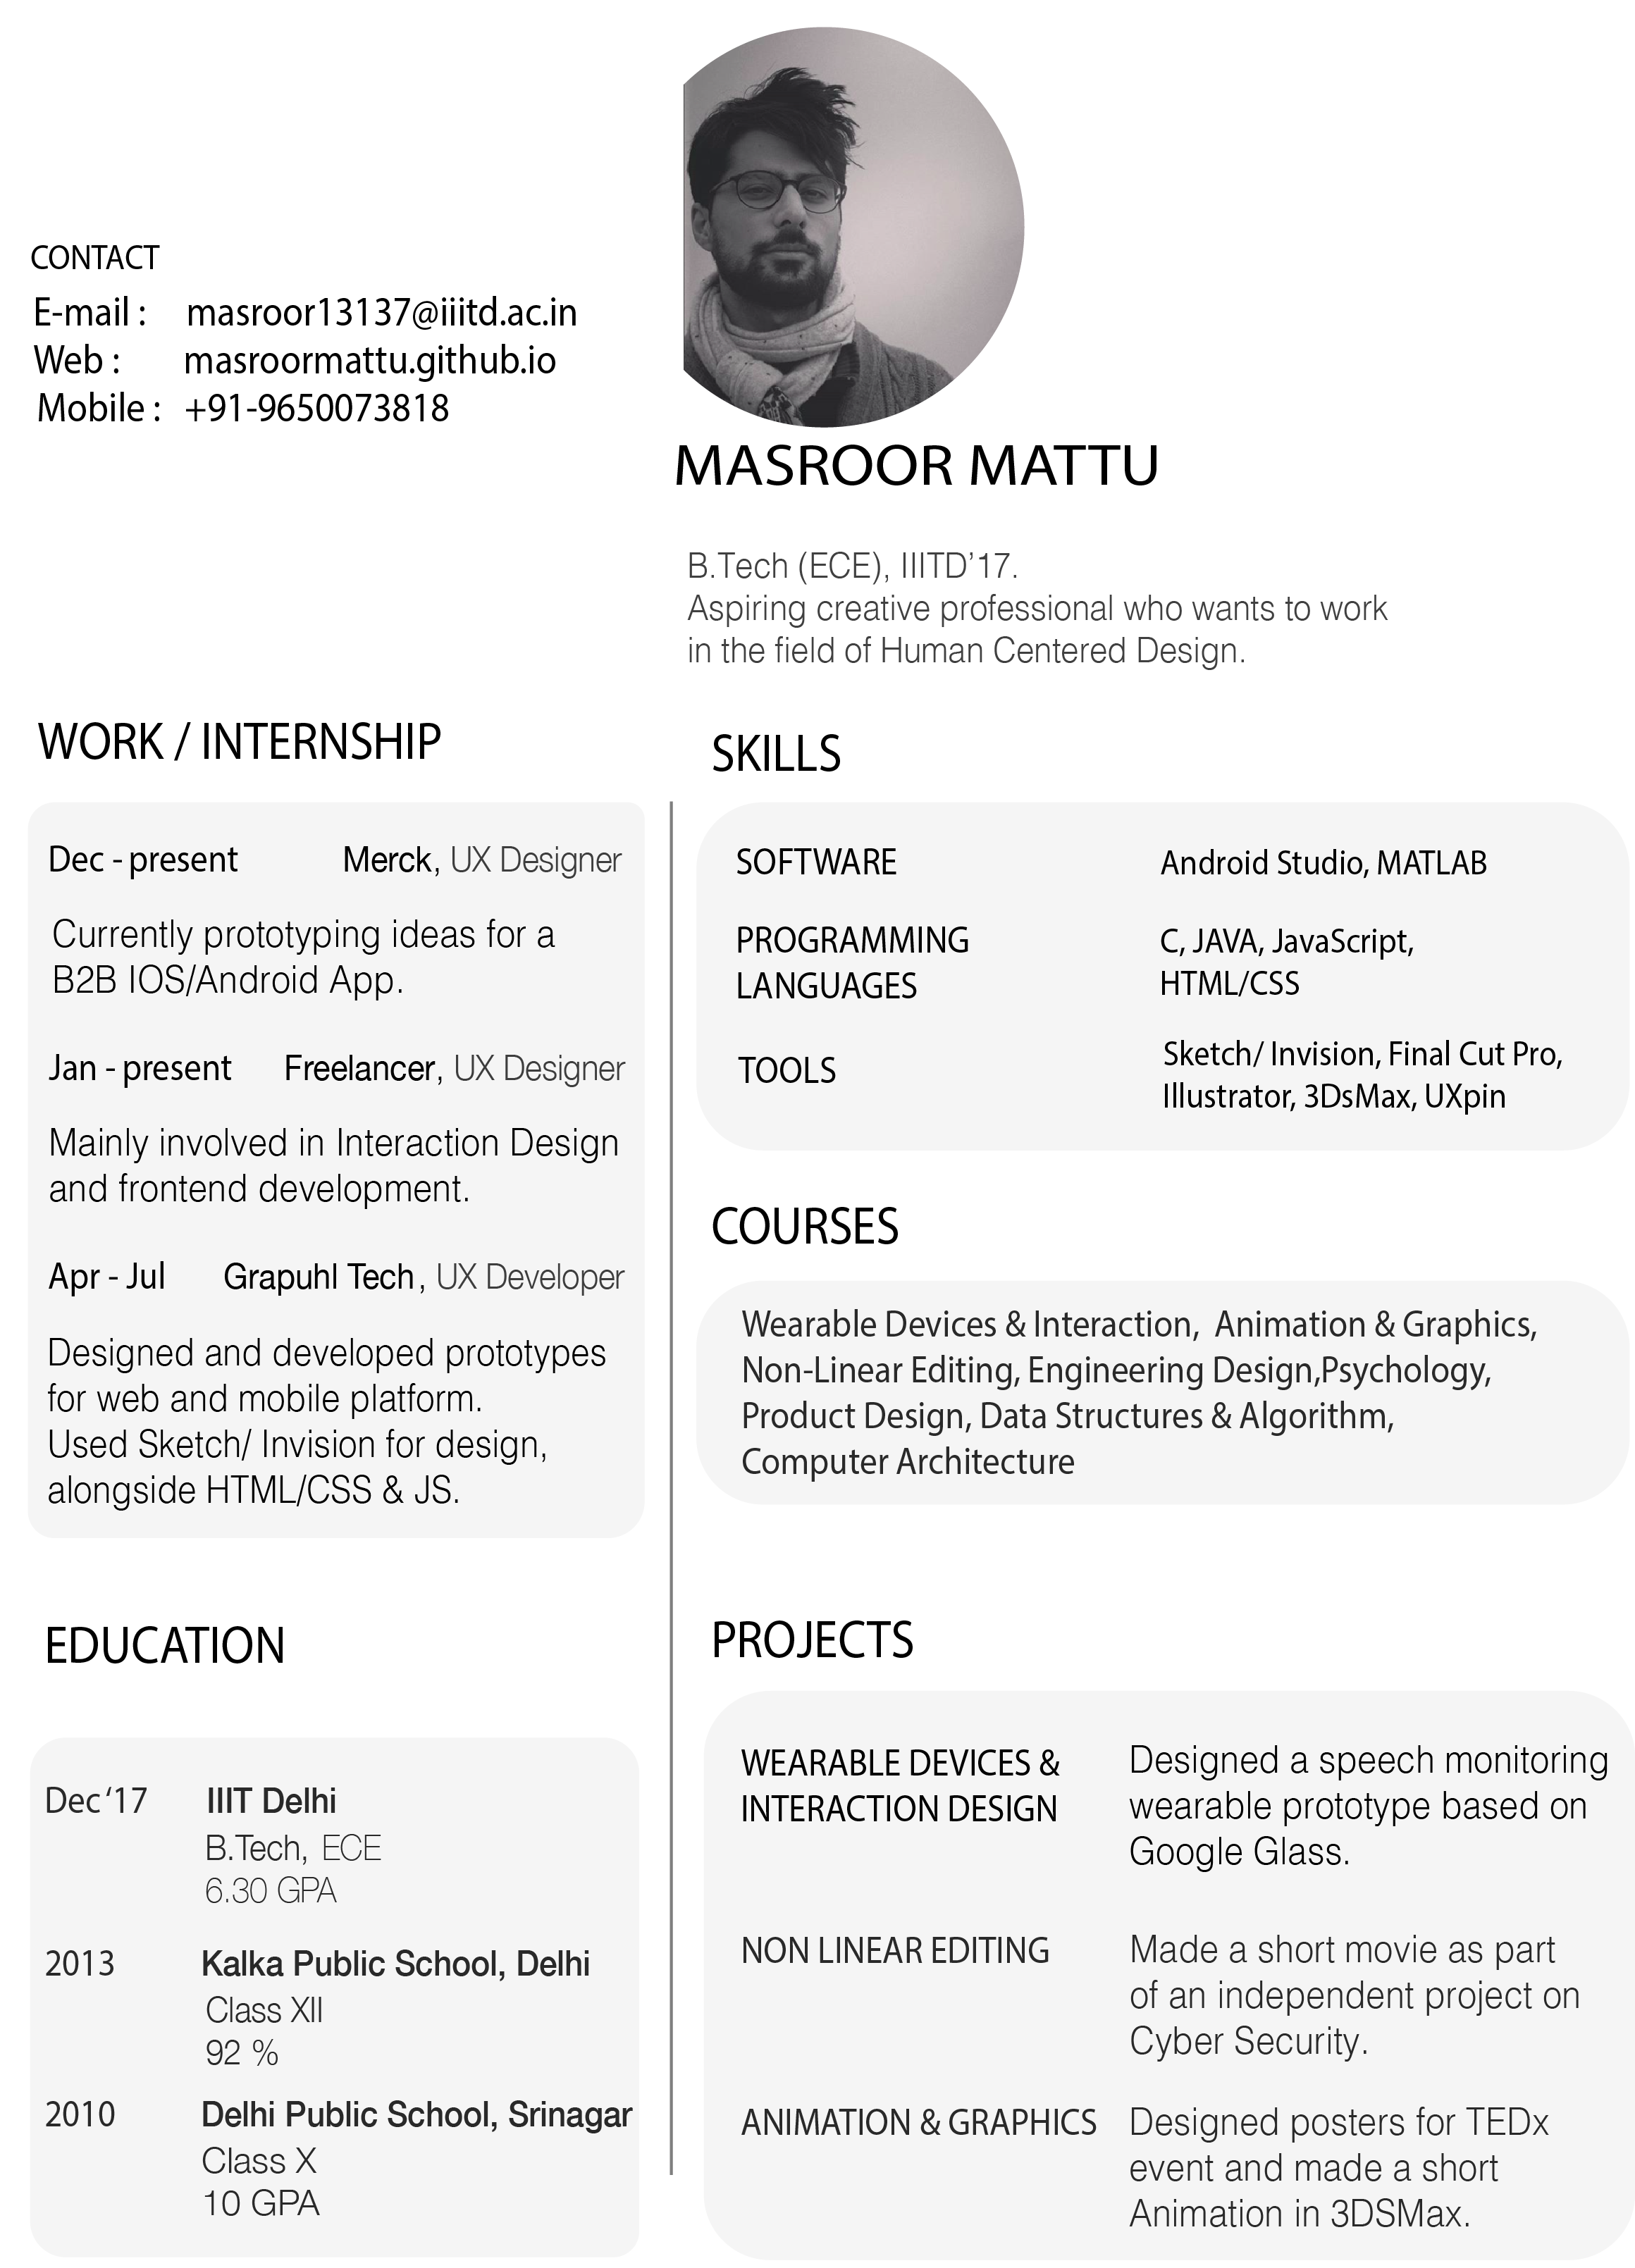 CONTACT
E-mail : masroor13137@iiitd.ac.in
Web : masroormattu.github.io
Mobile : +91-9650073818
MASROOR MATTU
B.Tech (ECE), IIITD’17.
Aspiring creative professional who wants to work
in the field of Human Centered Design.
WORK / INTERNSHIP
Dec - present Merck, UX Designer
Currently prototyping ideas for a
B2B IOS/Android App.
Jan - present Freelancer, UX Designer
Mainly involved in Interaction Design
and frontend development.
Apr - Jul Grapuhl Tech, UX Developer
Designed and developed prototypes
for web and mobile platform.
Used Sketch/ Invision for design,
alongside HTML/CSS & JS.
EDUCATION
Dec ‘17 IIIT Delhi
B.Tech, ECE
6.30 GPA
2013 Kalka Public School, Delhi
Class XII
92 %
2010 Delhi Public School, Srinagar
Class X
10 GPA
SKILLS
SOFTWARE Android Studio, MATLAB
PROGRAMMING C, JAVA, JavaScript,
LANGUAGES HTML/CSS
TOOLS Sketch/ Invision, Final Cut Pro,
Illustrator, 3DsMax, UXpin
COURSES
Wearable Devices & Interaction, Animation & Graphics,
Non-Linear Editing, Engineering Design,Psychology,
Product Design, Data Structures & Algorithm,
Computer Architecture
PROJECTS
WEARABLE DEVICES & Designed a speech monitoring
INTERACTION DESIGN wearable prototype based on
Google Glass.
NON LINEAR EDITING Made a short movie as part
of an independent project on
Cyber Security.
ANIMATION & GRAPHICS Designed posters for TEDx
event and made a short
Animation in 3DSMax.